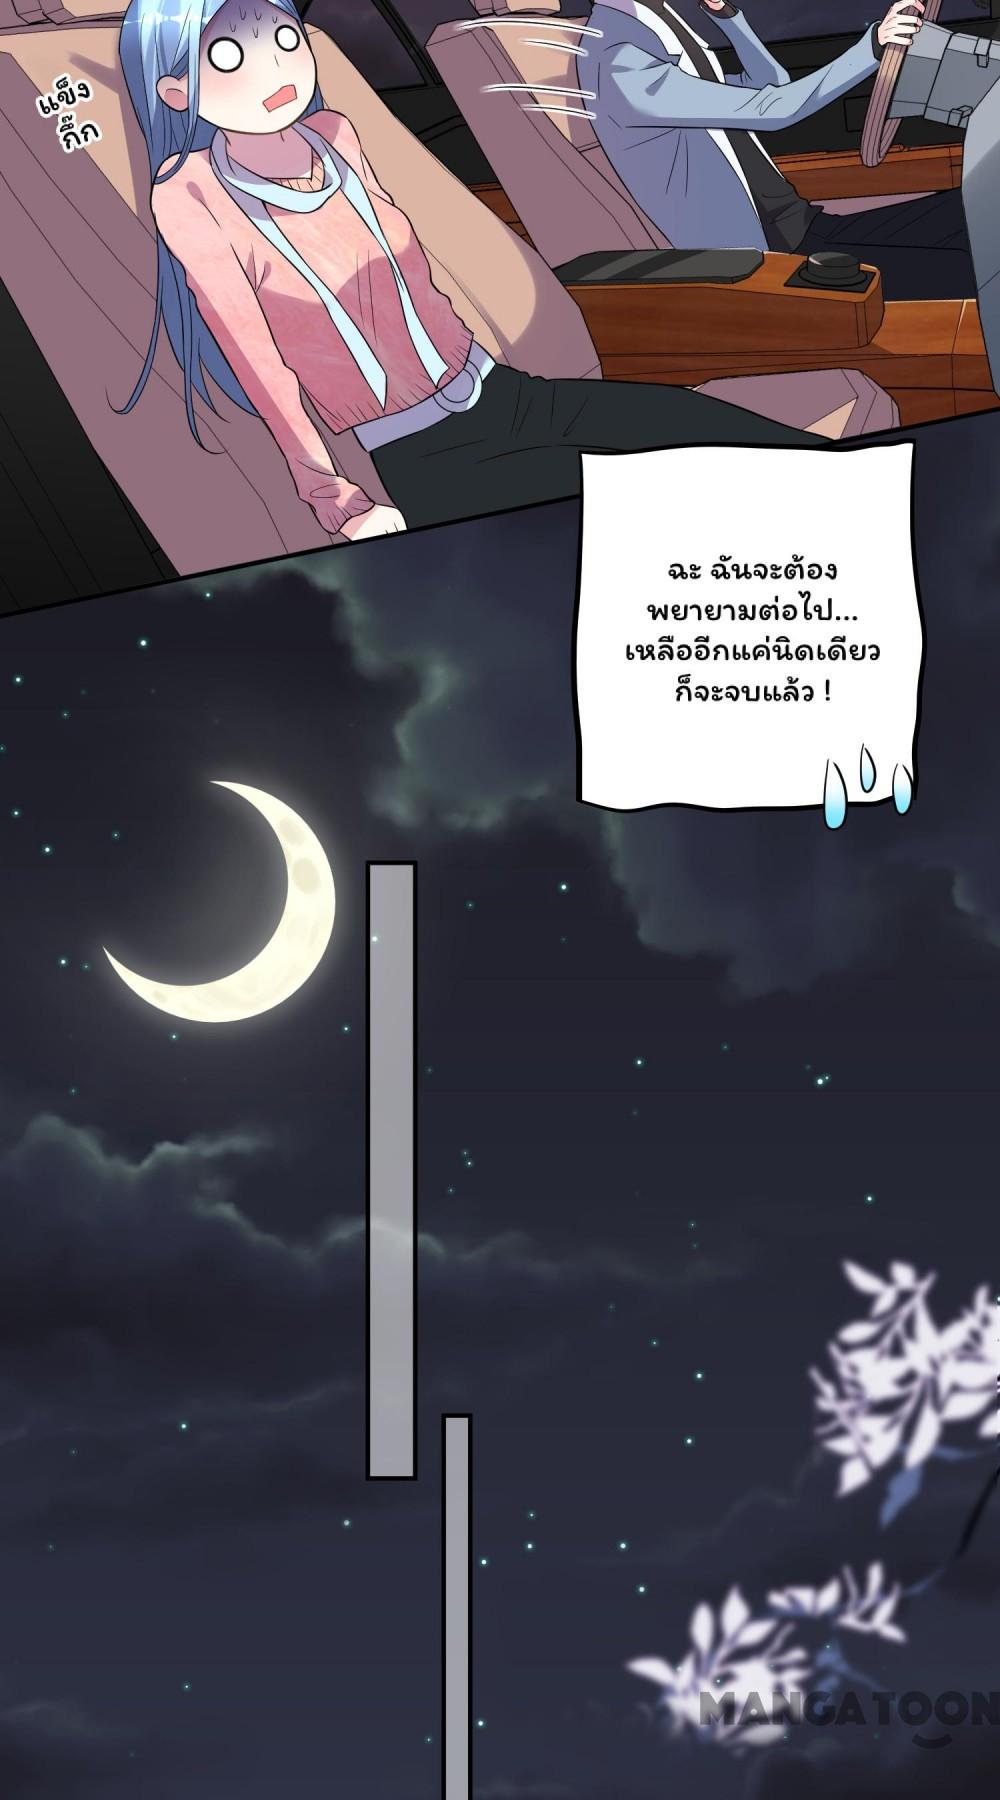 แข็ง
กึ๊ก
ฉะ ฉันจะต้อง
พยายามต่อไป...
เหลืออีกแค่นิดเดียว
ก็จะจบแล้ว !
MANGATOON